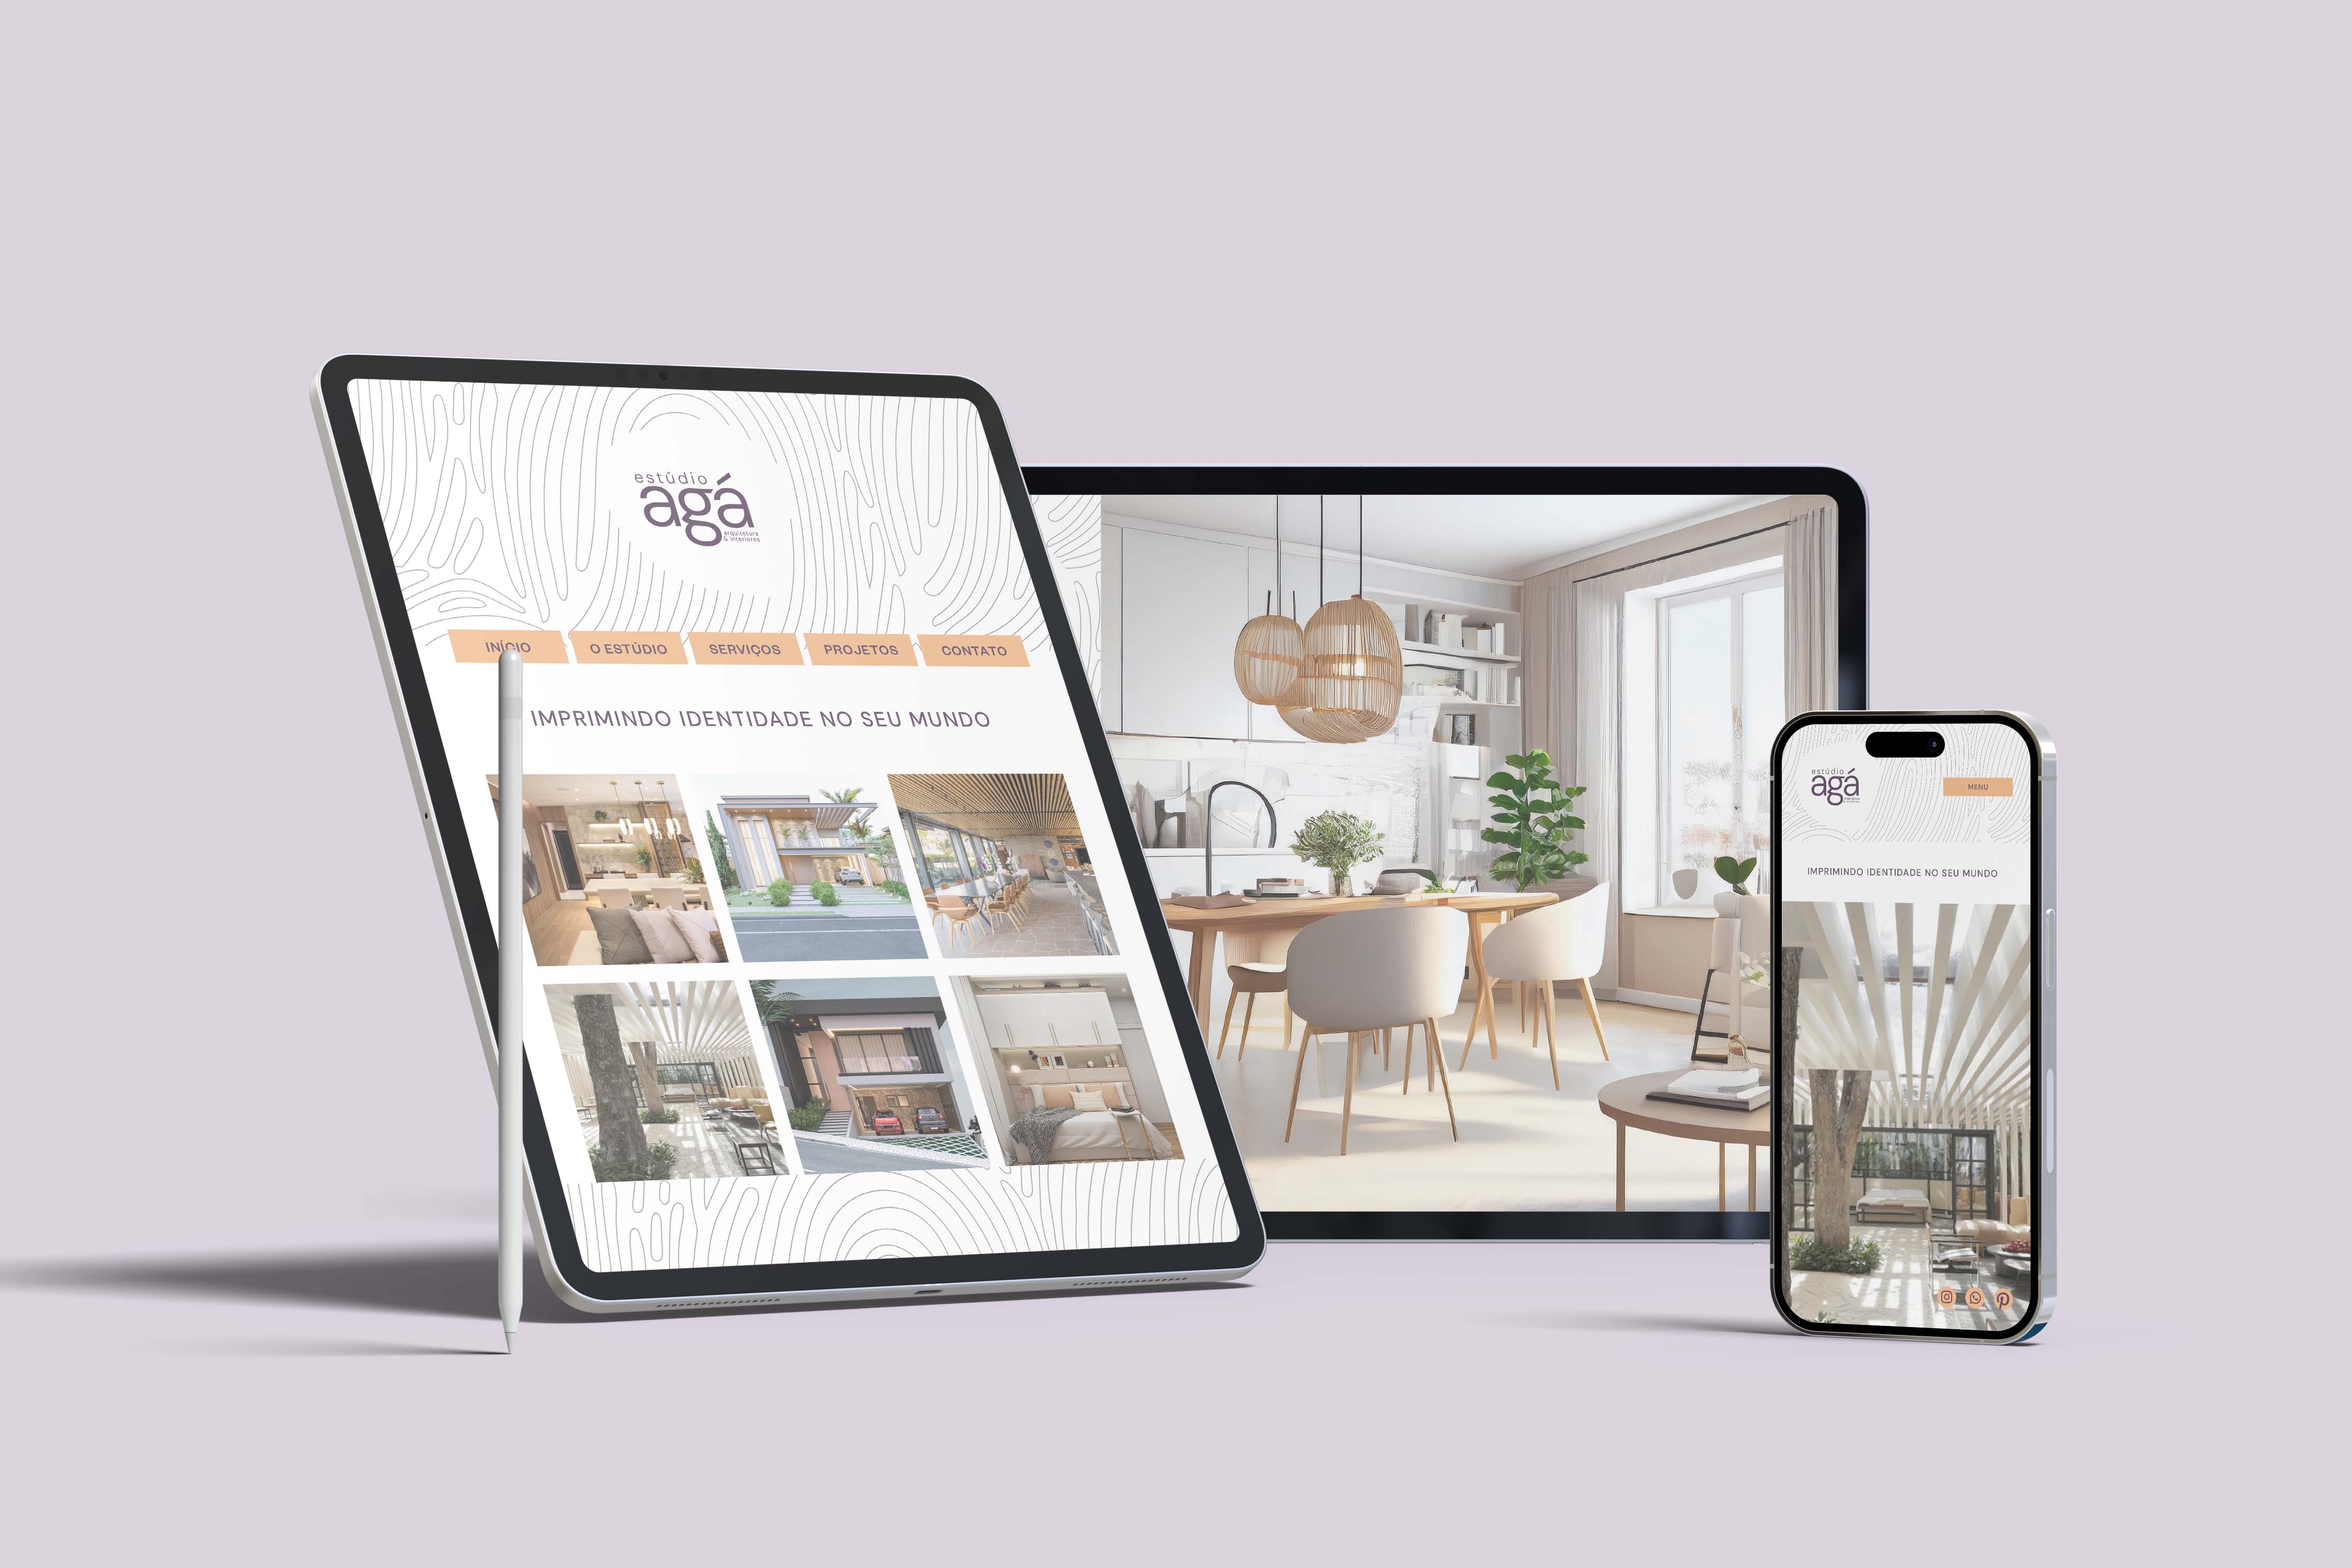 estúdio
agá
arquitetura
& interiores
INÍCIO
O ESTÚDIO
SERVIÇOS
PROJETOS
CONTATO
IMPRIMINDO IDENTIDADE NO SEU MUNDO
estúdio
agá
MENU
IMPRIMINDO IDENTIDADE NO SEU MUNDO